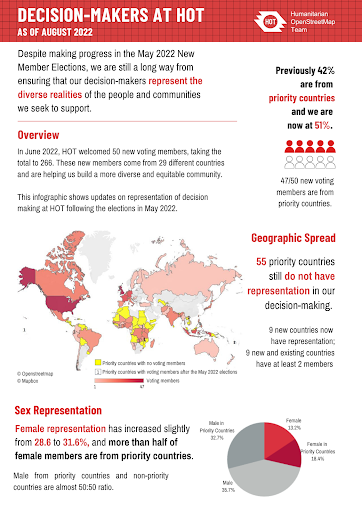 DECISION-MAKERS AT HOT
AS OF AUGUST 2022
HOT
Humanitarian
OpenStreetMap
Team
Despite making progress in the May 2022 New
Member Elections, we are still a long way from
ensuring that our decision-makers represent the
diverse realities of the people and communities
we seek to support.
Previously 42%
are from
priority countries
and we are
now at 51%.
47/50 new voting
members are from
priority countries.
Overview
In June 2022, HOT welcomed 50 new voting members, taking the
total to 266. These new members come from 29 different countries
and are helping us build a more diverse and equitable community.
This infographic shows updates on representation of decision
making at HOT following the elections in May 2022.
Geographic Spread
55 priority countries
still do not have
representation in our
decision-making.
9 new countries now
have representation;
9 new and existing countries
have at least 2 members
© Openstreetmap
© Mapbox
Priority countries with no voting members
Priority countries with voting members after the May 2022 elections
Voting members
1
47
Sex Representation
Female representation has increased slightly
from 28.6 to 31.6%, and more than half of
female members are from priority countries.
Male from priority countries and non-priority
countries are almost 50:50 ratio.
Male in
Priority Countries
32.7%
Female
13.2%
Female in
Priority Countries
18.4%
Male
35.7%